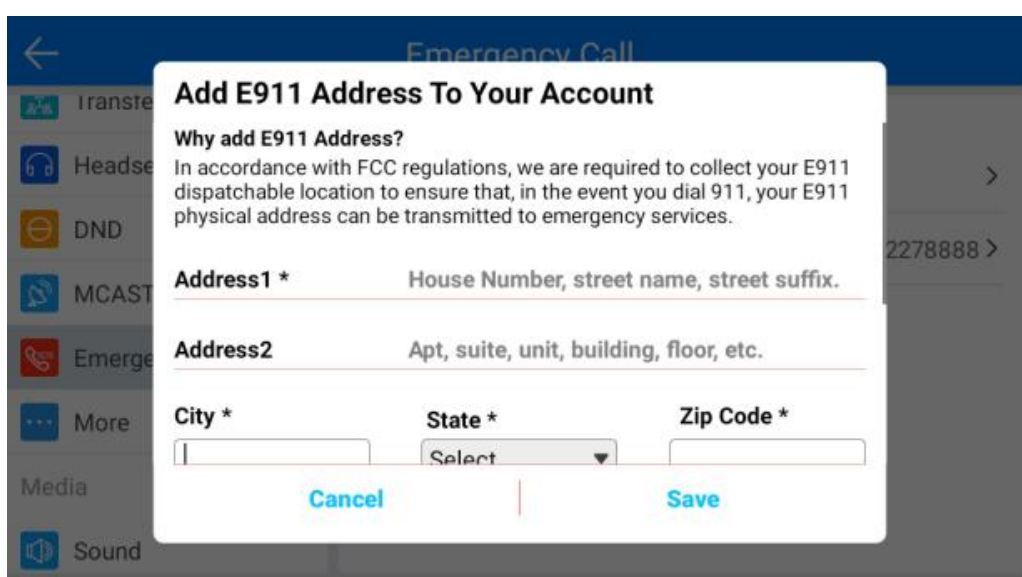 Emergency Call
Add E911 Address To Your Account
Why add E911 Address?
In accordance with FCC regulations, we are required to collect your E911
dispatchable location to ensure that, in the event you dial 911, your E911
physical address can be transmitted to emergency services.
Address1 * House Number, street name, street suffix.
Address2 Apt, suite, unit, building, floor, etc.
City * State * Zip Code *
Select
Cancel Save
Transfe
Headse
DND
MCAST
Emerge
More
Media
Sound
2278888